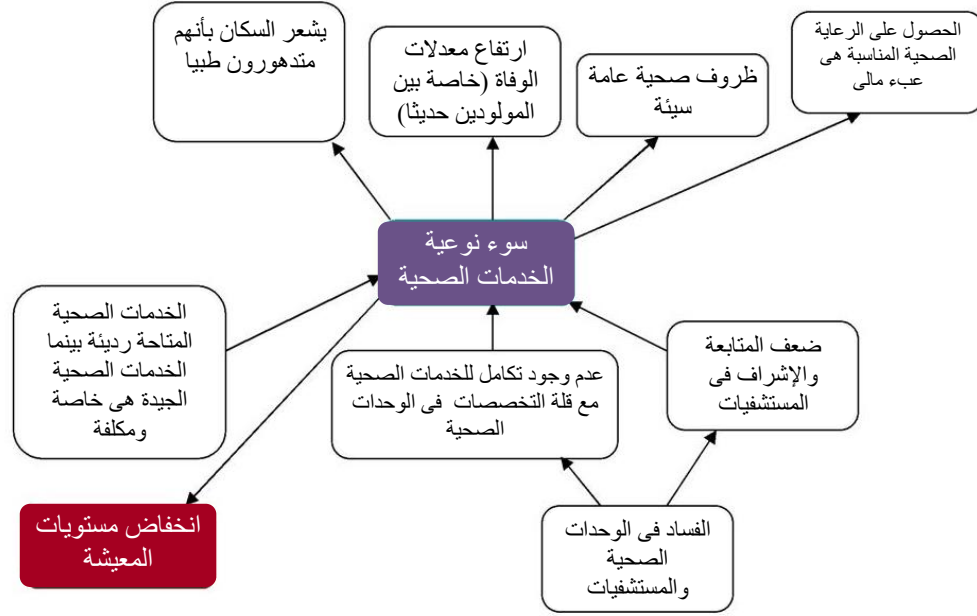 الحصول على الرعاية
الصحية المناسبة هى
عبء مالى
ظروف صحية عامة
سيئة
ارتفاع معدلات
الوفاة (خاصة بين
المولودين حديثا)
يشعر السكان بأنهم
متدهورون طبيا
سوء نوعية
الخدمات الصحية
ضعف المتابعة
والإشراف فى
المستشفيات
عدم وجود تكامل للخدمات الصحية
مع قلة التخصصات فى الوحدات
الصحية
الخدمات الصحية
المتاحة رديئة بينما
الخدمات الصحية
الجيدة هى خاصة
ومكلفة
الفساد فى الوحدات
الصحية
والمستشفيات
انخفاض مستويات
المعيشة